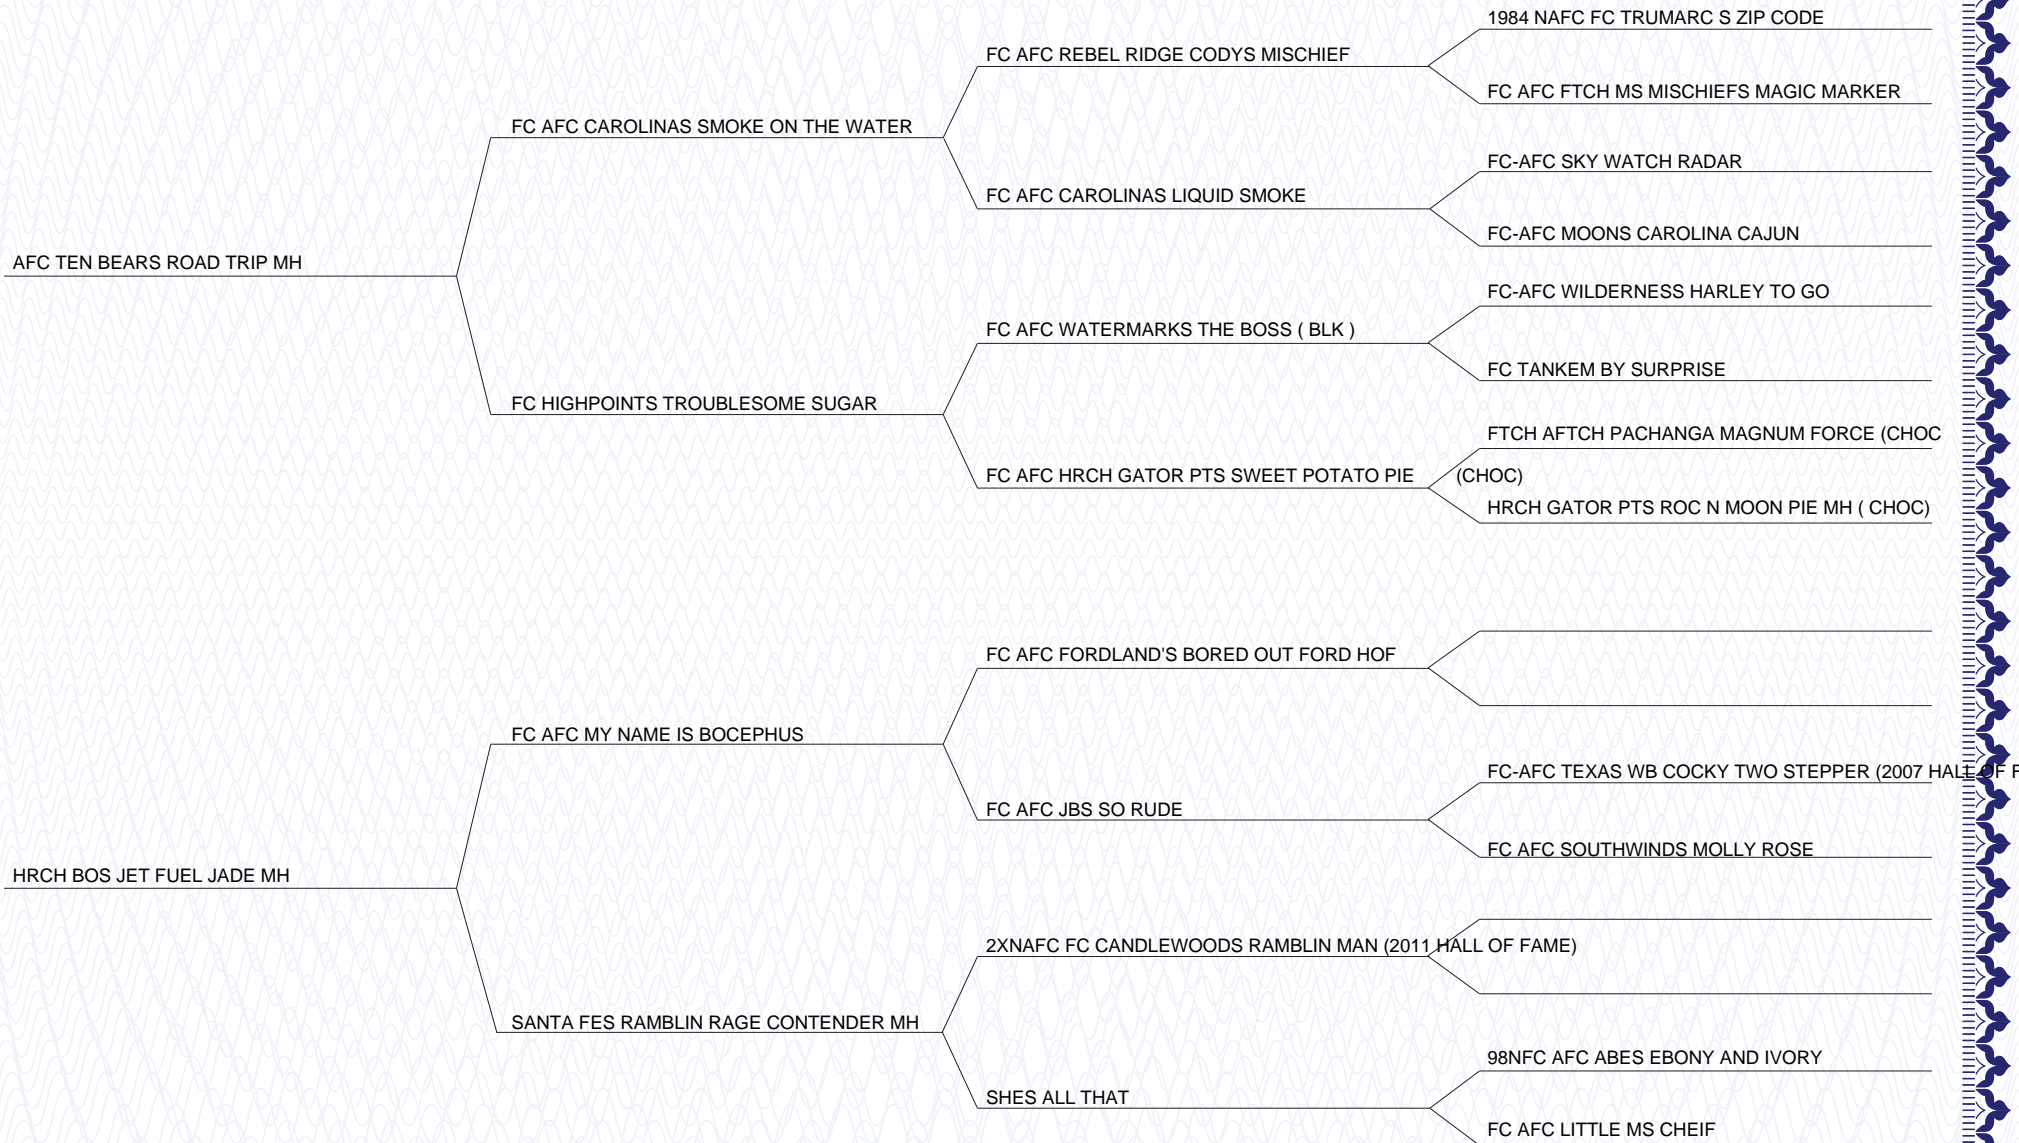 1984 NAFC FC TRUMARC S ZIP CODE
FC AFC REBEL RIDGE CODYS MISCHIEF
FC AFC FTCH MS MISCHIEFS MAGIC MARKER
FC AFC CAROLINAS SMOKE ON THE WATER
FC-AFC SKY WATCH RADAR
FC AFC CAROLINAS LIQUID SMOKE
FC-AFC MOONS CAROLINA CAJUN
AFC TEN BEARS ROAD TRIP MH
FC-AFC WILDERNESS HARLEY TO GO
FC AFC WATERMARKS THE BOSS ( BLK )
FC TANKEM BY SURPRISE
FC HIGHPOINTS TROUBLESOME SUGAR
FTCH AFTCH PACHANGA MAGNUM FORCE (CHOC
FC AFC HRCH GATOR PTS SWEET POTATO PIE (CHOC)
HRCH GATOR PTS ROC N MOON PIE MH ( CHOC)
FC AFC FORDLAND'S BORED OUT FORD HOF
FC AFC MY NAME IS BOCEPHUS
FC-AFC TEXAS WB COCKY TWO STEPPER (2007 HALL OF F
FC AFC JBS SO RUDE
FC AFC SOUTHWINDS MOLLY ROSE
HRCH BOS JET FUEL JADE MH
2XNAFC FC CANDLEWOODS RAMBLIN MAN (2011 HALL OF FAME)
SANTA FES RAMBLIN RAGE CONTENDER MH
98NFC AFC ABES EBONY AND IVORY
SHES ALL THAT
FC AFC LITTLE MS CHEIF